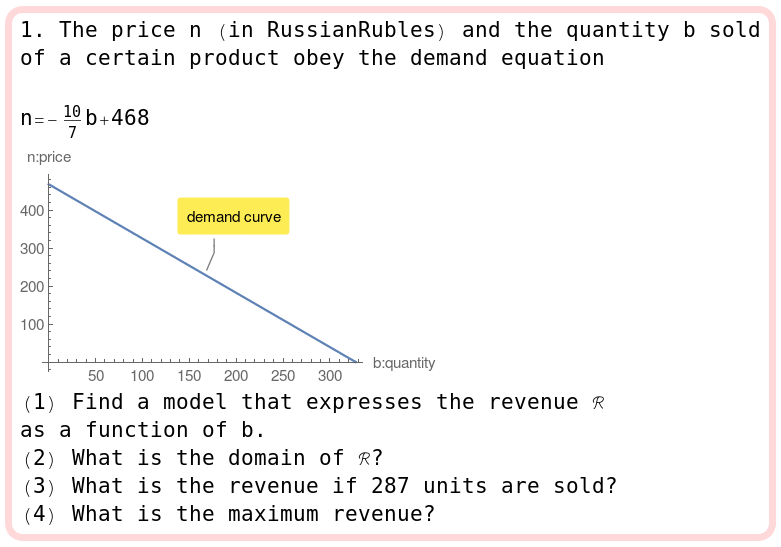 1. The price n (in RussianRubles) and the quantity b sold
of a certain product obey the demand equation
n=-10/7 b+468
n:price
demand curve
400
300
200
100
50 100 150 200 250 300
b:quantity
(1) Find a model that expresses the revenue ℛ
as a function of b.
(2) What is the domain of ℛ?
(3) What is the revenue if 287 units are sold?
(4) What is the maximum revenue?